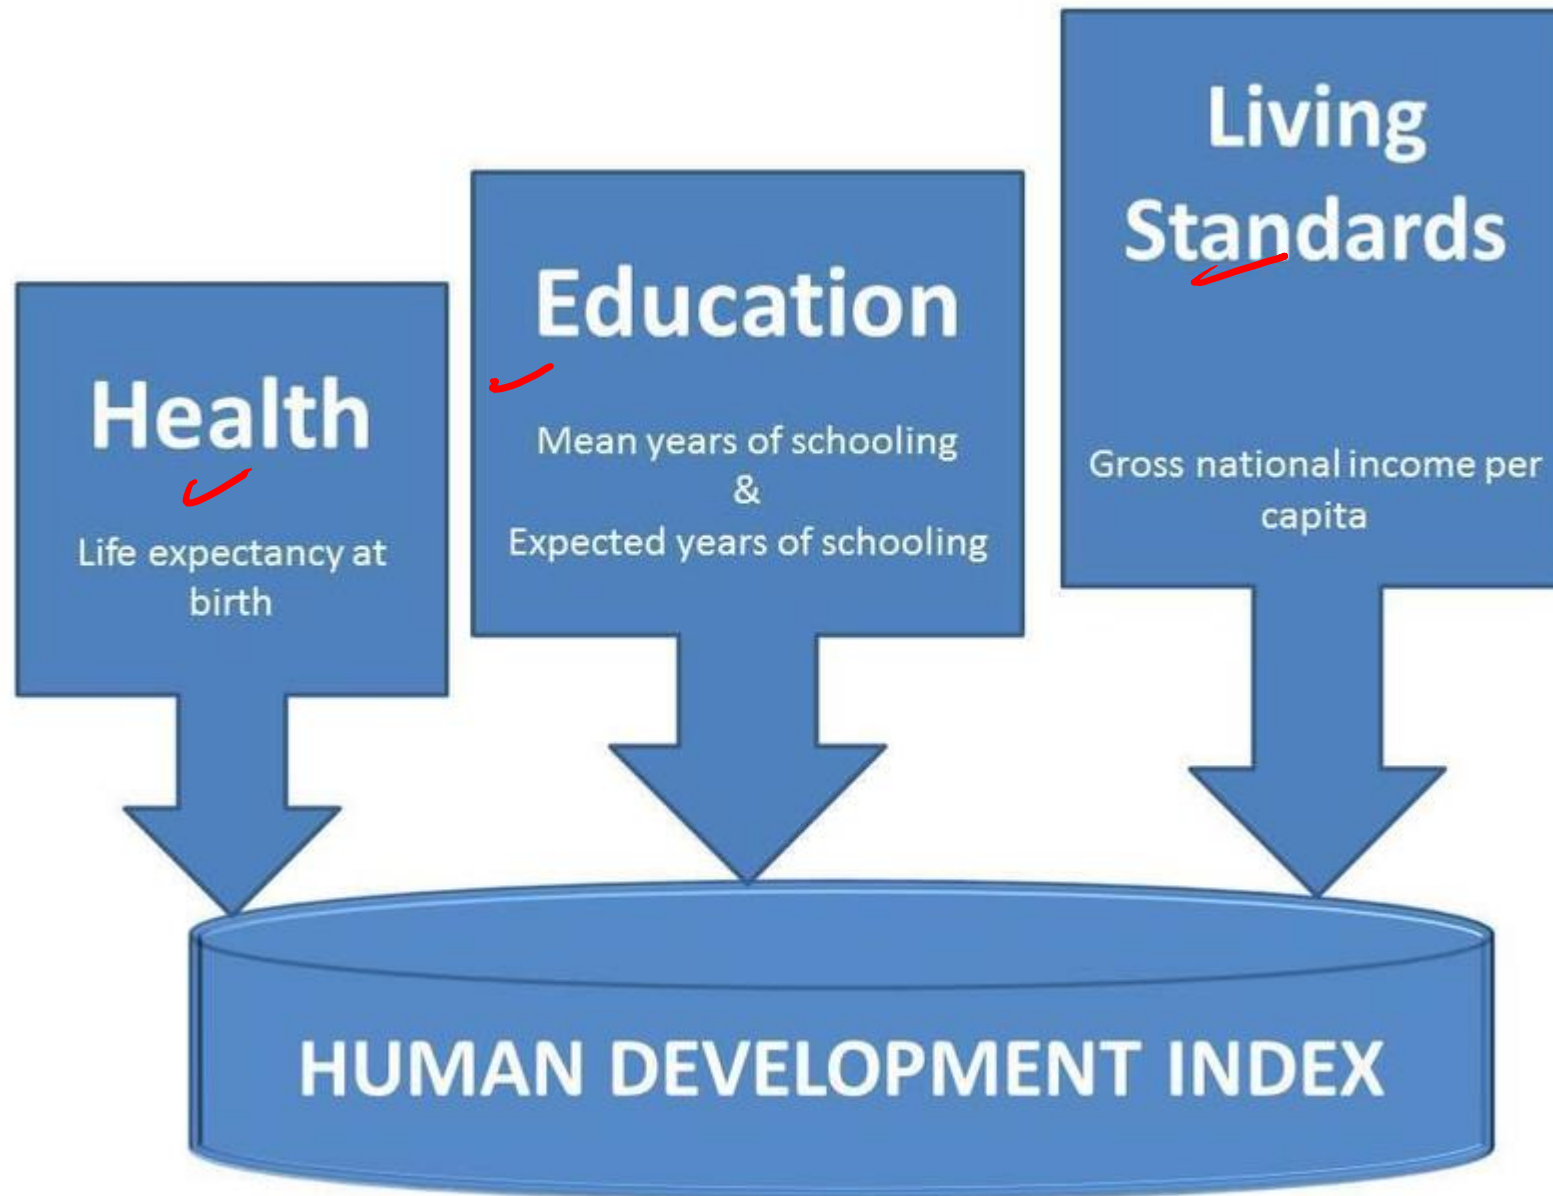 Health
Life expectancy at
birth
Education
Mean years of schooling
&
Expected years of schooling
Living
Standards
Gross national income per
capita
HUMAN DEVELOPMENT INDEX